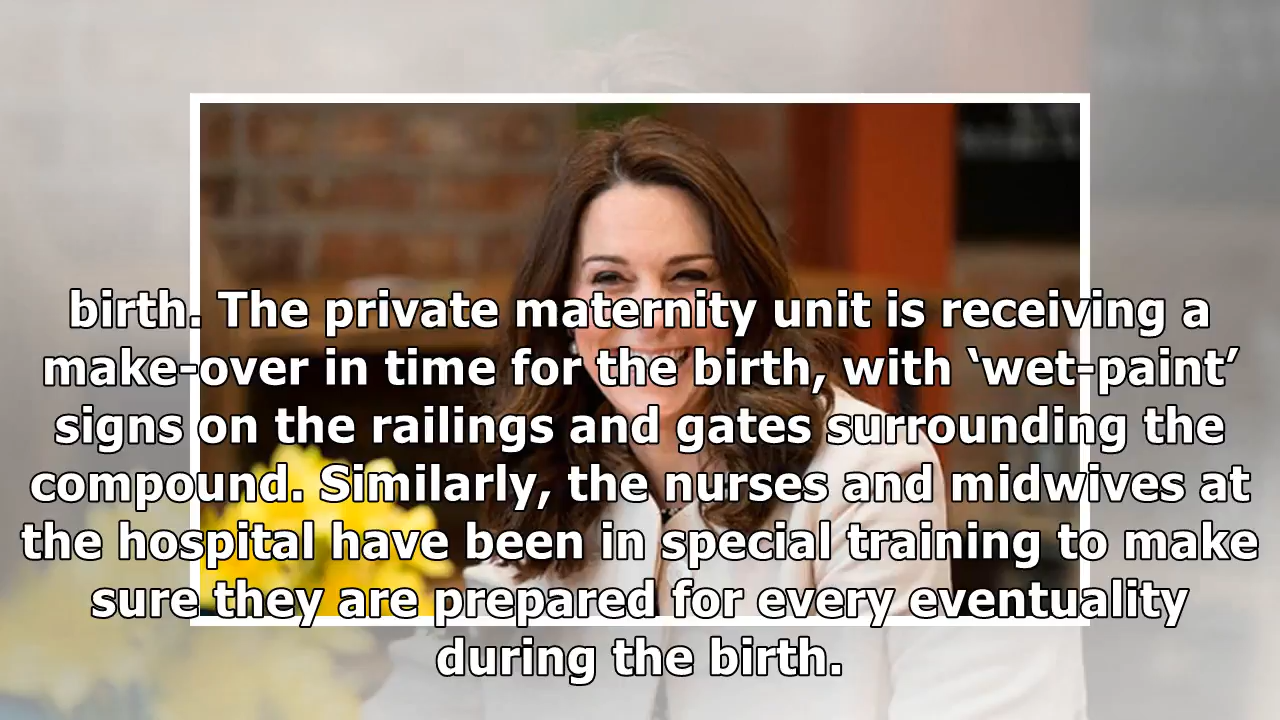 birth. The private maternity unit is receiving a
make-over in time for the birth, with ‘wet-paint’
signs on the railings and gates surrounding the
compound. Similarly, the nurses and midwives at
the hospital have been in special training to make
sure they are prepared for every eventuality
during the birth.